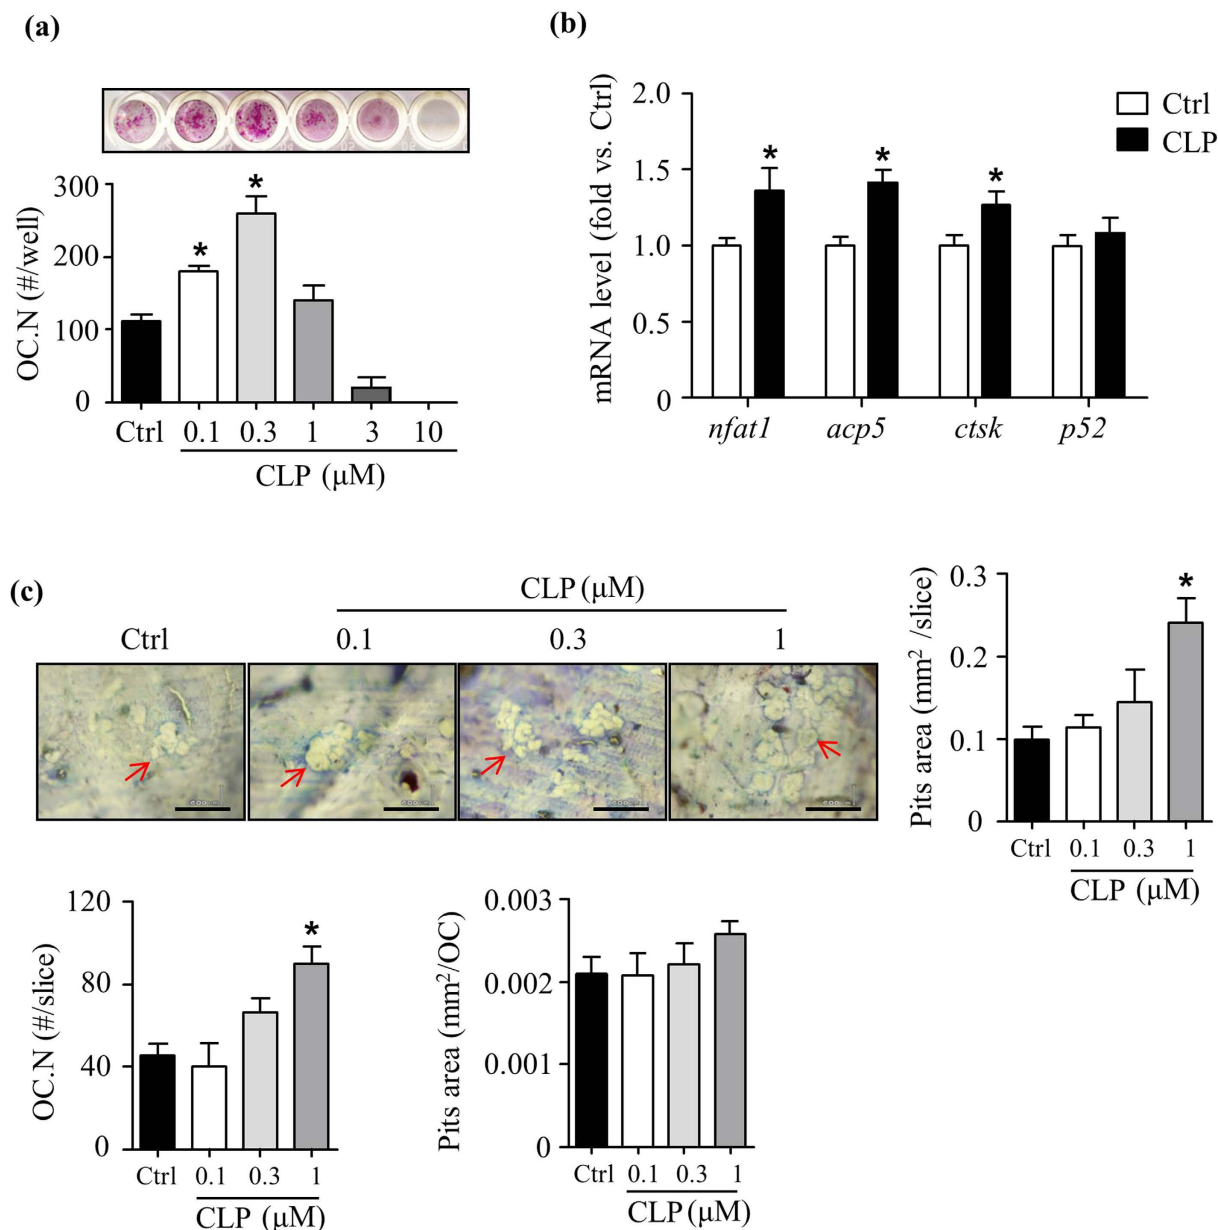 (a)
300
200
100
0
OC.N (#/well)
*
*
Ctrl 0.1 0.3 1 3 10
CLP (μM)
(b)
2.0
1.5
1.0
0.5
0
mRNA level (fold vs. Ctrl)
* * *
Ctrl
CLP
nfat1 acp5 ctsk p52
(c)
CLP (μM)
Ctrl 0.1 0.3 1
0.3
0.2
0.1
0
Pits area (mm² /slice)
*
Ctrl 0.1 0.3 1
CLP (μM)
120
80
40
0
OC.N (#/slice)
*
Ctrl 0.1 0.3 1
CLP (μM)
0.003
0.002
0.001
0
Pits area (mm²/OC)
Ctrl 0.1 0.3 1
CLP (μM)